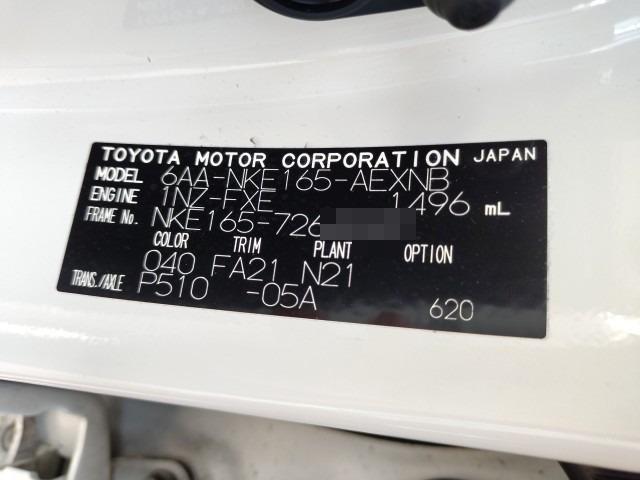 TOYOTA MOTOR CORPORATION JAPAN
MODEL 6AA-NKE165-AEXNB
ENGINE 1NZ-FXE 1496 mL
FRAME No. NKE165-726
COLOR TRIM PLANT OPTION
040 FA21 N21
TRANS./AXLE P510 -05A
620